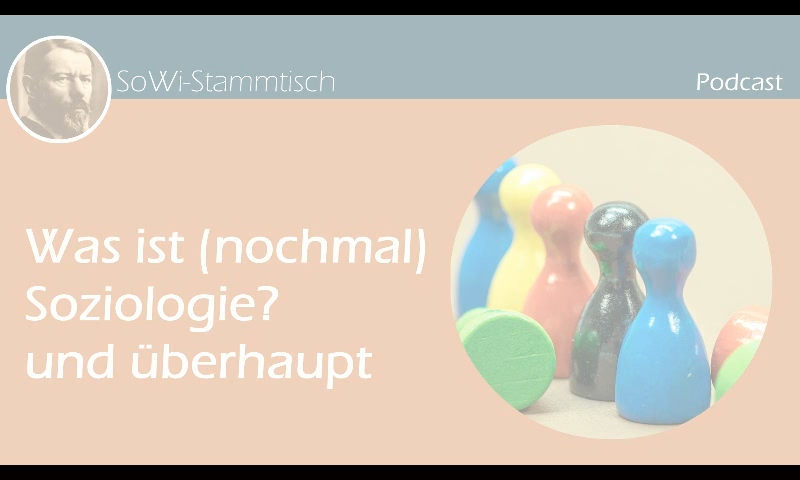 SoWi-Stammtisch
Podcast
Was ist (nochmal)
Soziologie?
und überhaupt